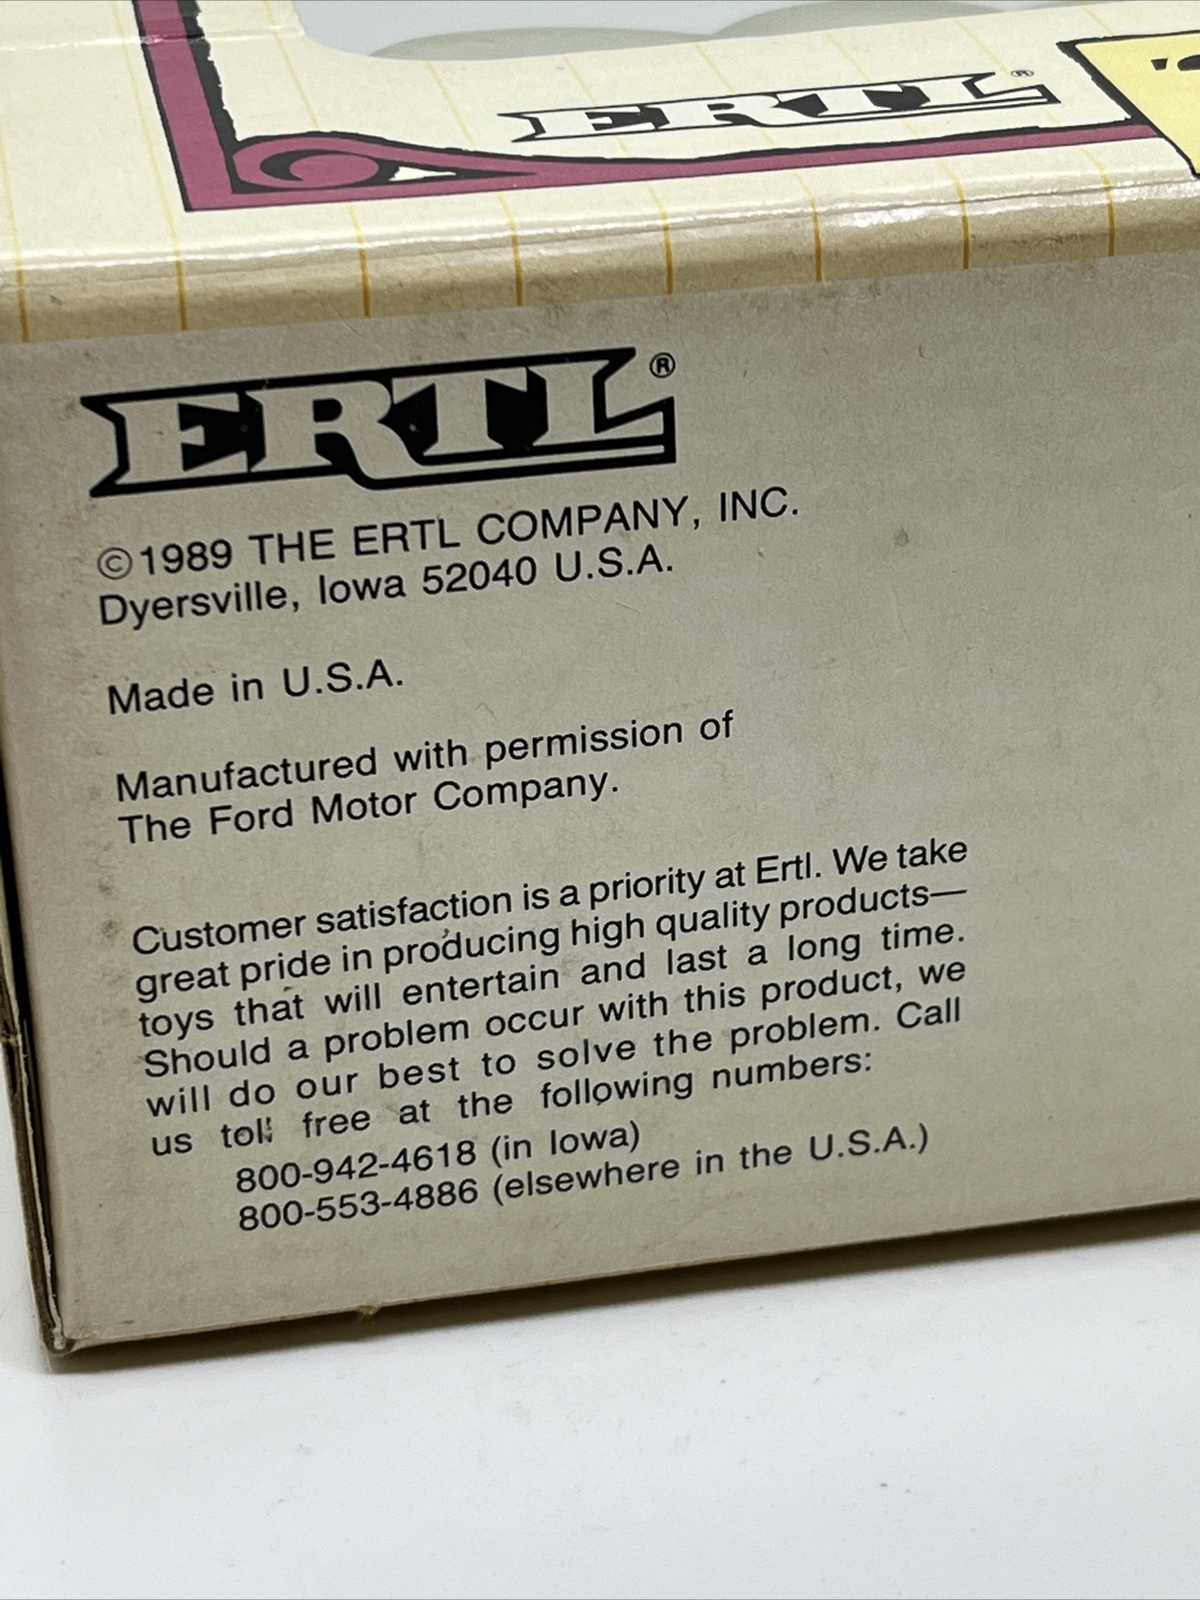 ERTL®
ERTL®
©1989 THE ERTL COMPANY, INC.
Dyersville, Iowa 52040 U.S.A.
Made in U.S.A.
Manufactured with permission of
The Ford Motor Company.
Customer satisfaction is a priority at Ertl. We take
great pride in producing high quality products—
toys that will entertain and last a long time.
Should a problem occur with this product, we
will do our best to solve the problem. Call
us toll free at the following numbers:
800-942-4618 (in Iowa)
800-553-4886 (elsewhere in the U.S.A.)